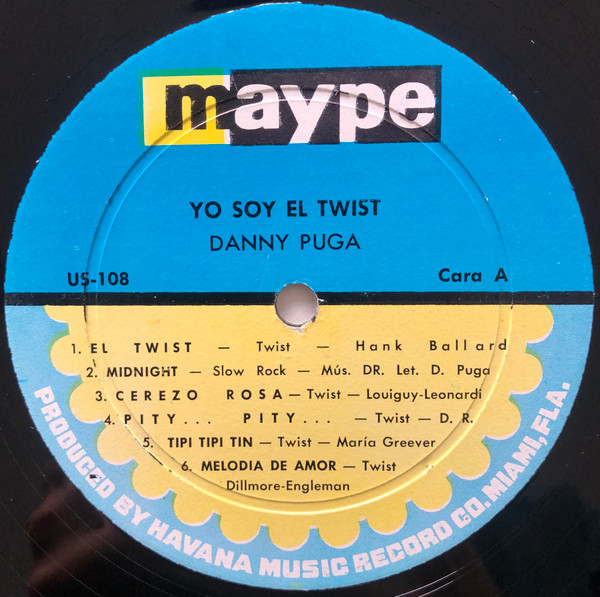 maype
YO SOY EL TWIST
DANNY PUGA
US-108
Cara A
1. EL TWIST — Twist — Hank Ballard
2. MIDNIGHT — Slow Rock — Mús. DR. Let. D. Puga
3. CEREZO ROSA — Twist — Louiguy-Leonardi
4. PITY... PITY... — Twist — D. R.
5. TIPI TIPI TIN — Twist — María Greever
6. MELODIA DE AMOR — Twist
Dillmore-Engleman
PRODUCED BY HAVANA MUSIC RECORD CO. MIAMI, FLA.